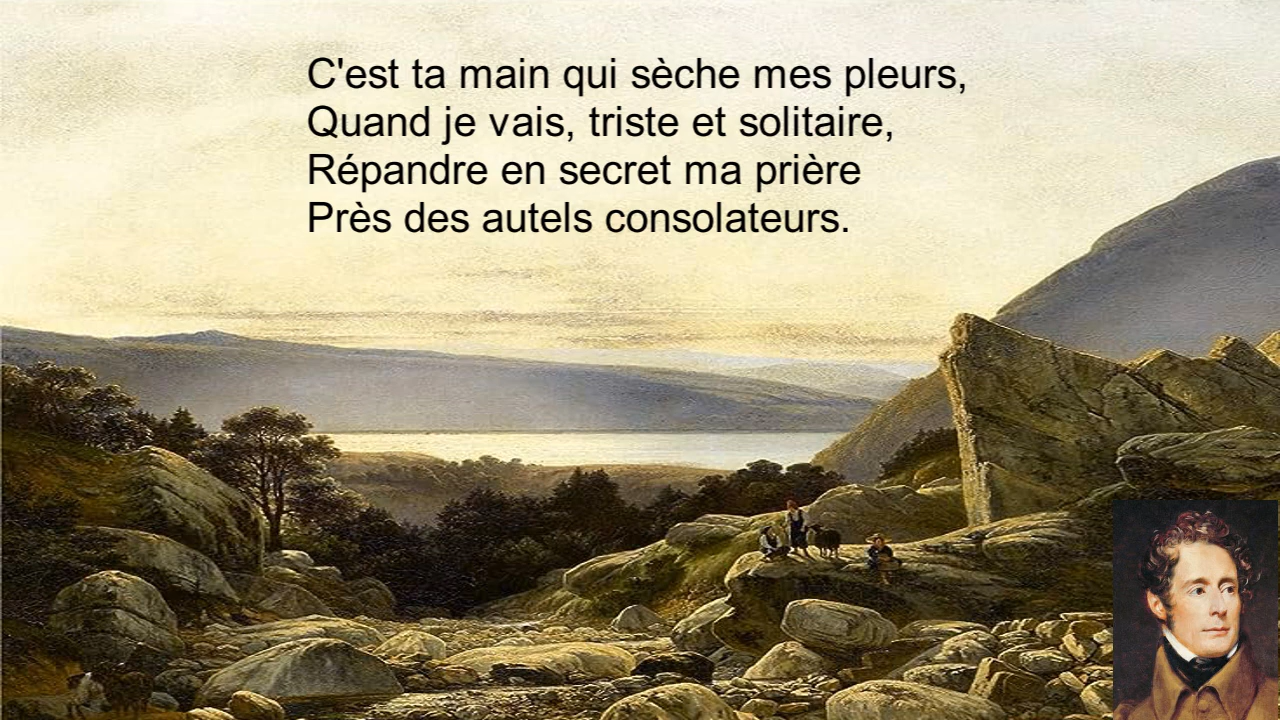 C'est ta main qui sèche mes pleurs,
Quand je vais, triste et solitaire,
Répandre en secret ma prière
Près des autels consolateurs.